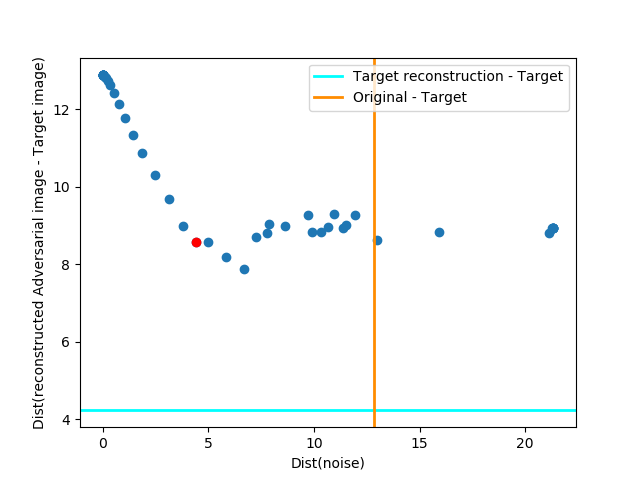 Target reconstruction - Target
Original - Target
12
10
8
6
4
0
5
10
15
20
Dist(noise)
Dist(reconstructed Adversarial image - Target image)